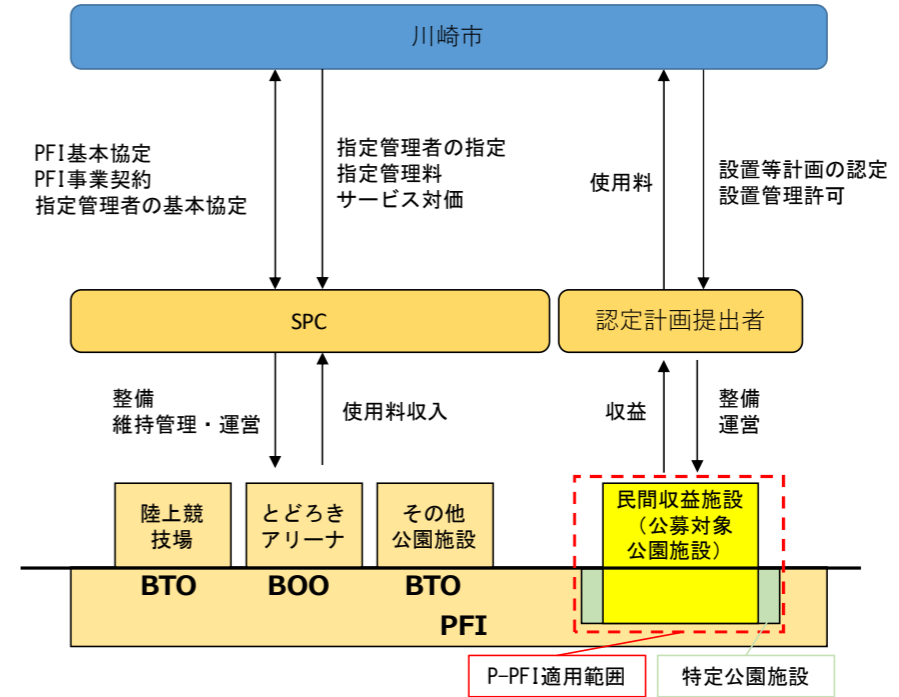 川崎市
PFI基本協定
PFI事業契約
指定管理者の基本協定
指定管理者の指定
指定管理料
サービス対価
使用料
設置等計画の認定
設置管理許可
SPC
認定計画提出者
整備
維持管理・運営
使用料収入
収益
整備
運営
陸上競
技場
とどろき
アリーナ
その他
公園施設
民間収益施設
（公募対象
公園施設）
BTO
BOO
BTO
PFI
P-PFI適用範囲
特定公園施設